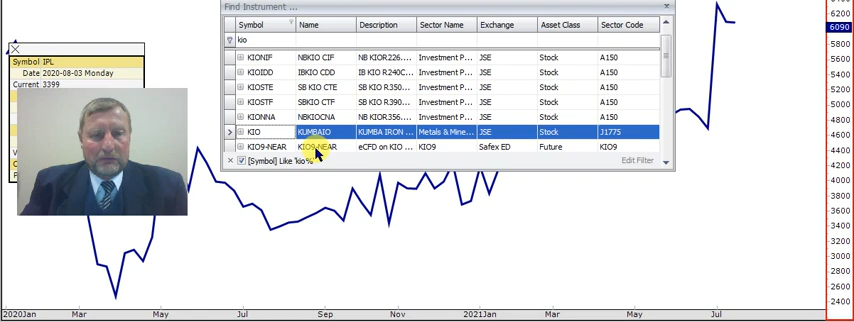 Find Instrument ...
Symbol Name Description Sector Name Exchange Asset Class Sector Code
kio
KIONIF NBKIO CIF NB KIOR226.... Investment P... JSE Stock A150
KIOIDD IBKIO CDD IB KIO R240C... Investment P... JSE Stock A150
KIOSTE SB KIO CTE SB KIO R350... Investment P... JSE Stock A150
KIOSTF SBKIO CTF SB KIO R390... Investment P... JSE Stock A150
KIONNA NBKIOCNA NB KIOR356.... Investment P... JSE Stock A150
KIO KUMBAIO KUMBA IRON ... Metals & Mine... JSE Stock J1775
KIO9-NEAR KIO9-NEAR eCFD on KIO ... KIO9 Safex ED Future KIO9
[Symbol] Like 'kio%' Edit Filter
Symbol IPL
Date 2020-08-03 Monday
Current 3399
6400
6200
6090
5800
5600
5400
5200
5000
4800
4600
4400
4200
4000
3800
3600
3400
3200
3000
2800
2600
2400
2020Jan Mar May Jul Sep Nov 2021Jan Mar May Jul